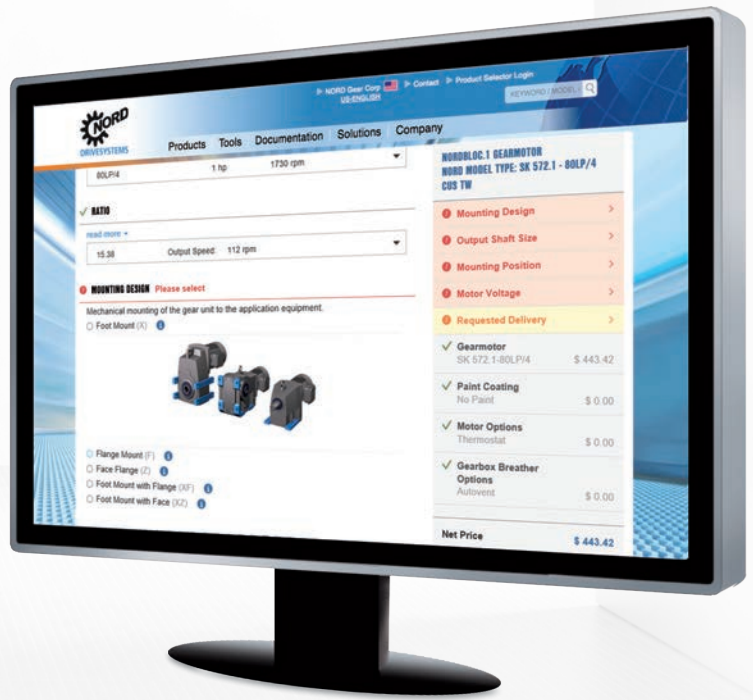 NORD
DRIVESYSTEMS
NORD Gear Corp
US-ENGLISH
Contact
Product Selector Login
KEYWORD / MODEL /
Products
Tools
Documentation
Solutions
Company
80LP/4 1 hp 1730 rpm
RATIO
read more +
15.38 Output Speed 112 rpm
MOUNTING DESIGN Please select
Mechanical mounting of the gear unit to the application equipment.
Foot Mount (X)
Flange Mount (F)
Face Flange (Z)
Foot Mount with Flange (XF)
Foot Mount with Face (XZ)
NORDBLOC.1 GEARMOTOR
NORD MODEL TYPE: SK 572.1 - 80LP/4
CUS TW
Mounting Design
Output Shaft Size
Mounting Position
Motor Voltage
Requested Delivery
Gearmotor
SK 572.1-80LP/4 $ 443.42
Paint Coating
No Paint $ 0.00
Motor Options
Thermostat $ 0.00
Gearbox Breather
Options
Autovent $ 0.00
Net Price $ 443.42